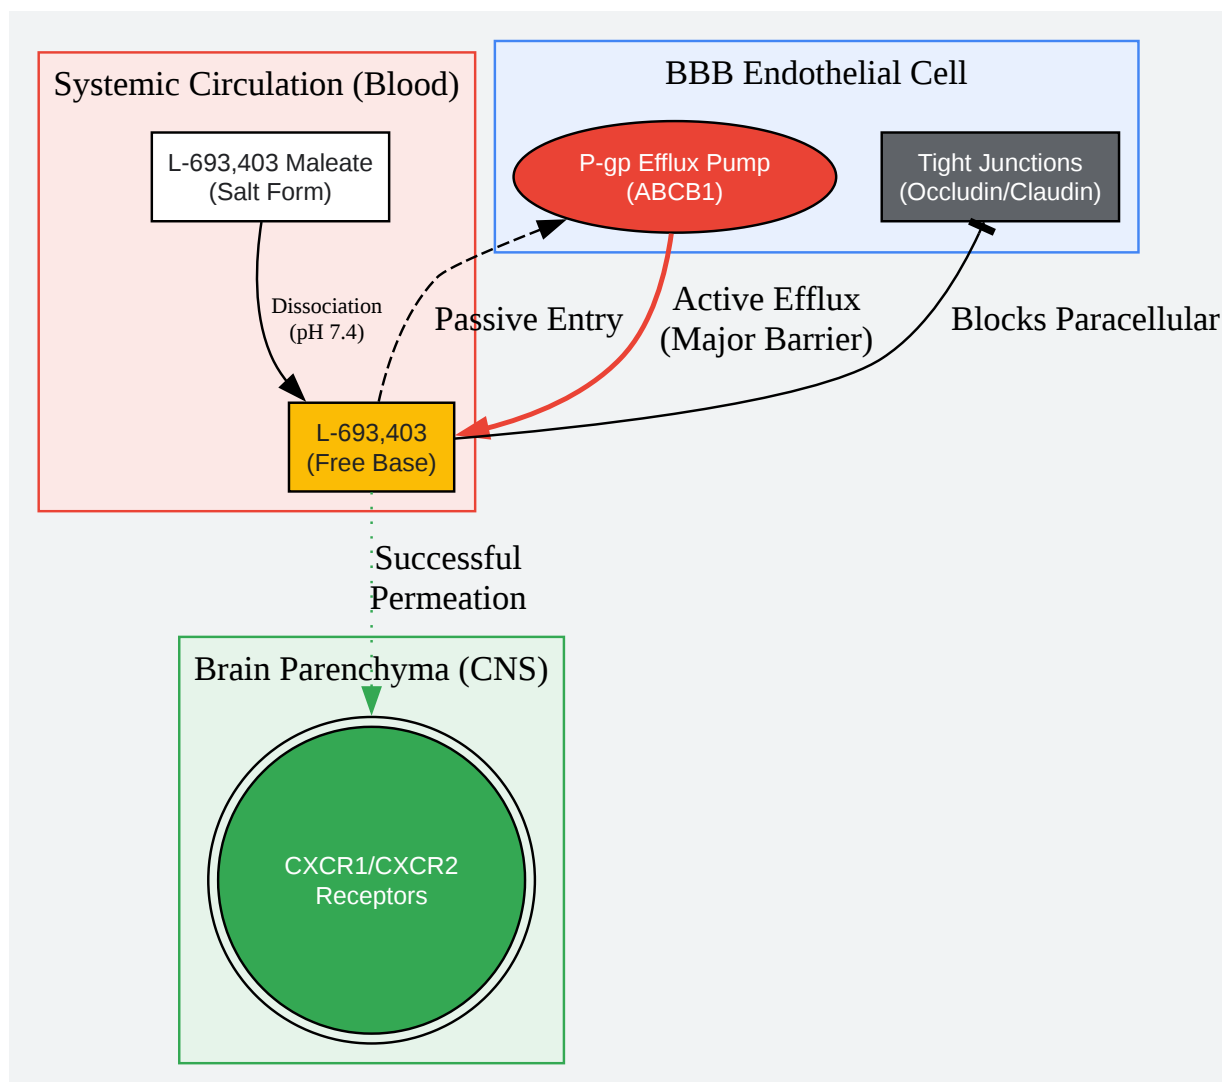 Systemic Circulation (Blood)
BBB Endothelial Cell
L-693,403 Maleate
(Salt Form)
P-gp Efflux Pump
(ABCB1)
Tight Junctions
(Occludin/Claudin)
Dissociation
(pH 7.4)
Passive Entry
Active Efflux
(Major Barrier)
Blocks Paracellular
L-693,403
(Free Base)
Successful
Permeation
Brain Parenchyma (CNS)
CXCR1/CXCR2
Receptors